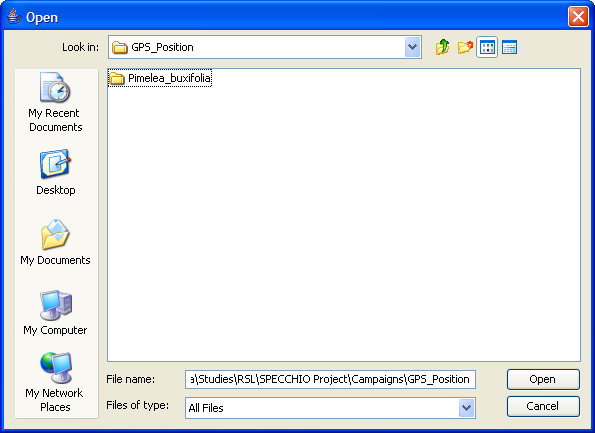 Open
Look in: GPS_Position
Pimelea_buxifolia
My Recent
Documents
Desktop
My Documents
My Computer
My Network
Places
File name: a\Studies\RSL\SPECCHIO Project\Campaigns\GPS_Position Open
Files of type: All Files Cancel